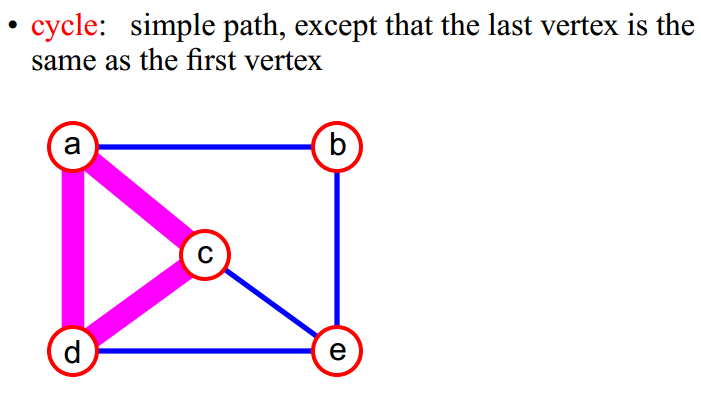 • cycle: simple path, except that the last vertex is the
same as the first vertex
a
b
c
d
e